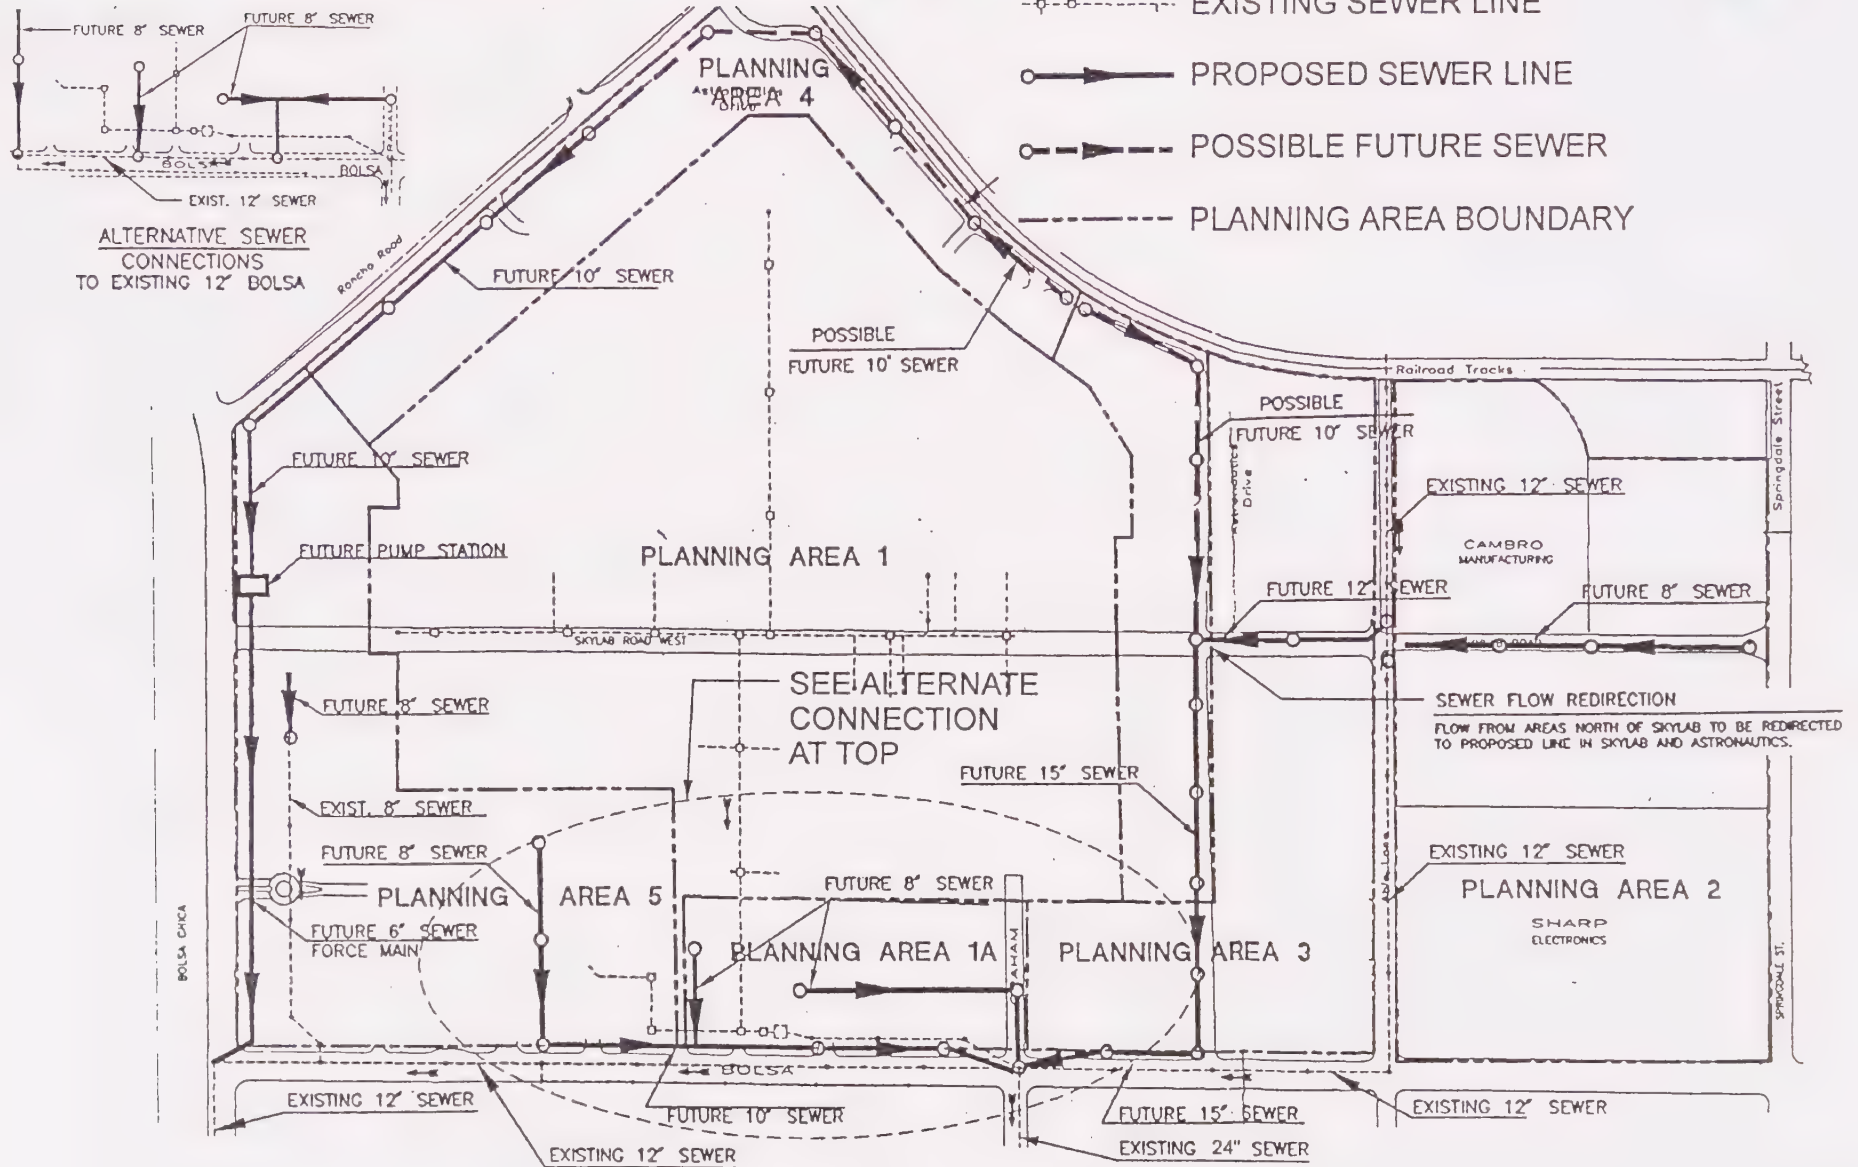 FUTURE 8" SEWER
FUTURE 8" SEWER
BOLSA
BOLSA
EXIST. 12" SEWER
ALTERNATIVE SEWER
CONNECTIONS
TO EXISTING 12" BOLSA
EXISTING SEWER LINE
PROPOSED SEWER LINE
POSSIBLE FUTURE SEWER
PLANNING AREA BOUNDARY
PLANNING
AREA 4
Rancho Road
FUTURE 10" SEWER
POSSIBLE
FUTURE 10" SEWER
Railroad Tracks
POSSIBLE
FUTURE 10" SEWER
Astronautics
Drive
Springdale Street
FUTURE 10" SEWER
EXISTING 12" SEWER
FUTURE PUMP STATION
PLANNING AREA 1
CAMBRO
MANUFACTURING
FUTURE 12" SEWER
FUTURE 8" SEWER
SKYLAB ROAD WEST
SEE ALTERNATE
CONNECTION
AT TOP
FUTURE 8" SEWER
SEWER FLOW REDIRECTION
FLOW FROM AREAS NORTH OF SKYLAB TO BE REDIRECTED
TO PROPOSED LINE IN SKYLAB AND ASTRONAUTICS.
FUTURE 15" SEWER
EXIST. 8" SEWER
FUTURE 8" SEWER
EXISTING 12" SEWER
FUTURE 8" SEWER
PLANNING AREA 5
PLANNING AREA 2
SHARP
ELECTRONICS
FUTURE 6" SEWER
FORCE MAIN
BOLSA CHICA
PLANNING AREA 1A
AHAM
PLANNING AREA 3
SPRINGDALE ST.
BOLSA
EXISTING 12" SEWER
FUTURE 10" SEWER
FUTURE 15" SEWER
EXISTING 12" SEWER
EXISTING 12" SEWER
EXISTING 24" SEWER